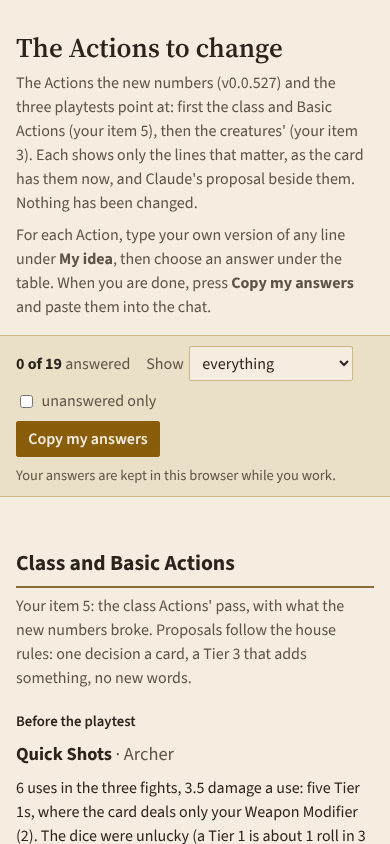 The Actions to change
The Actions the new numbers (v0.0.527) and the
three playtests point at: first the class and Basic
Actions (your item 5), then the creatures' (your item
3). Each shows only the lines that matter, as the card
has them now, and Claude's proposal beside them.
Nothing has been changed.
For each Action, type your own version of any line
under My idea, then choose an answer under the
table. When you are done, press Copy my answers
and paste them into the chat.
0 of 19 answered Show everything
unanswered only
Copy my answers
Your answers are kept in this browser while you work.
Class and Basic Actions
Your item 5: the class Actions' pass, with what the
new numbers broke. Proposals follow the house
rules: one decision a card, a Tier 3 that adds
something, no new words.
Before the playtest
Quick Shots · Archer
6 uses in the three fights, 3.5 damage a use: five Tier
1s, where the card deals only your Weapon Modifier
(2). The dice were unlucky (a Tier 1 is about 1 roll in 3